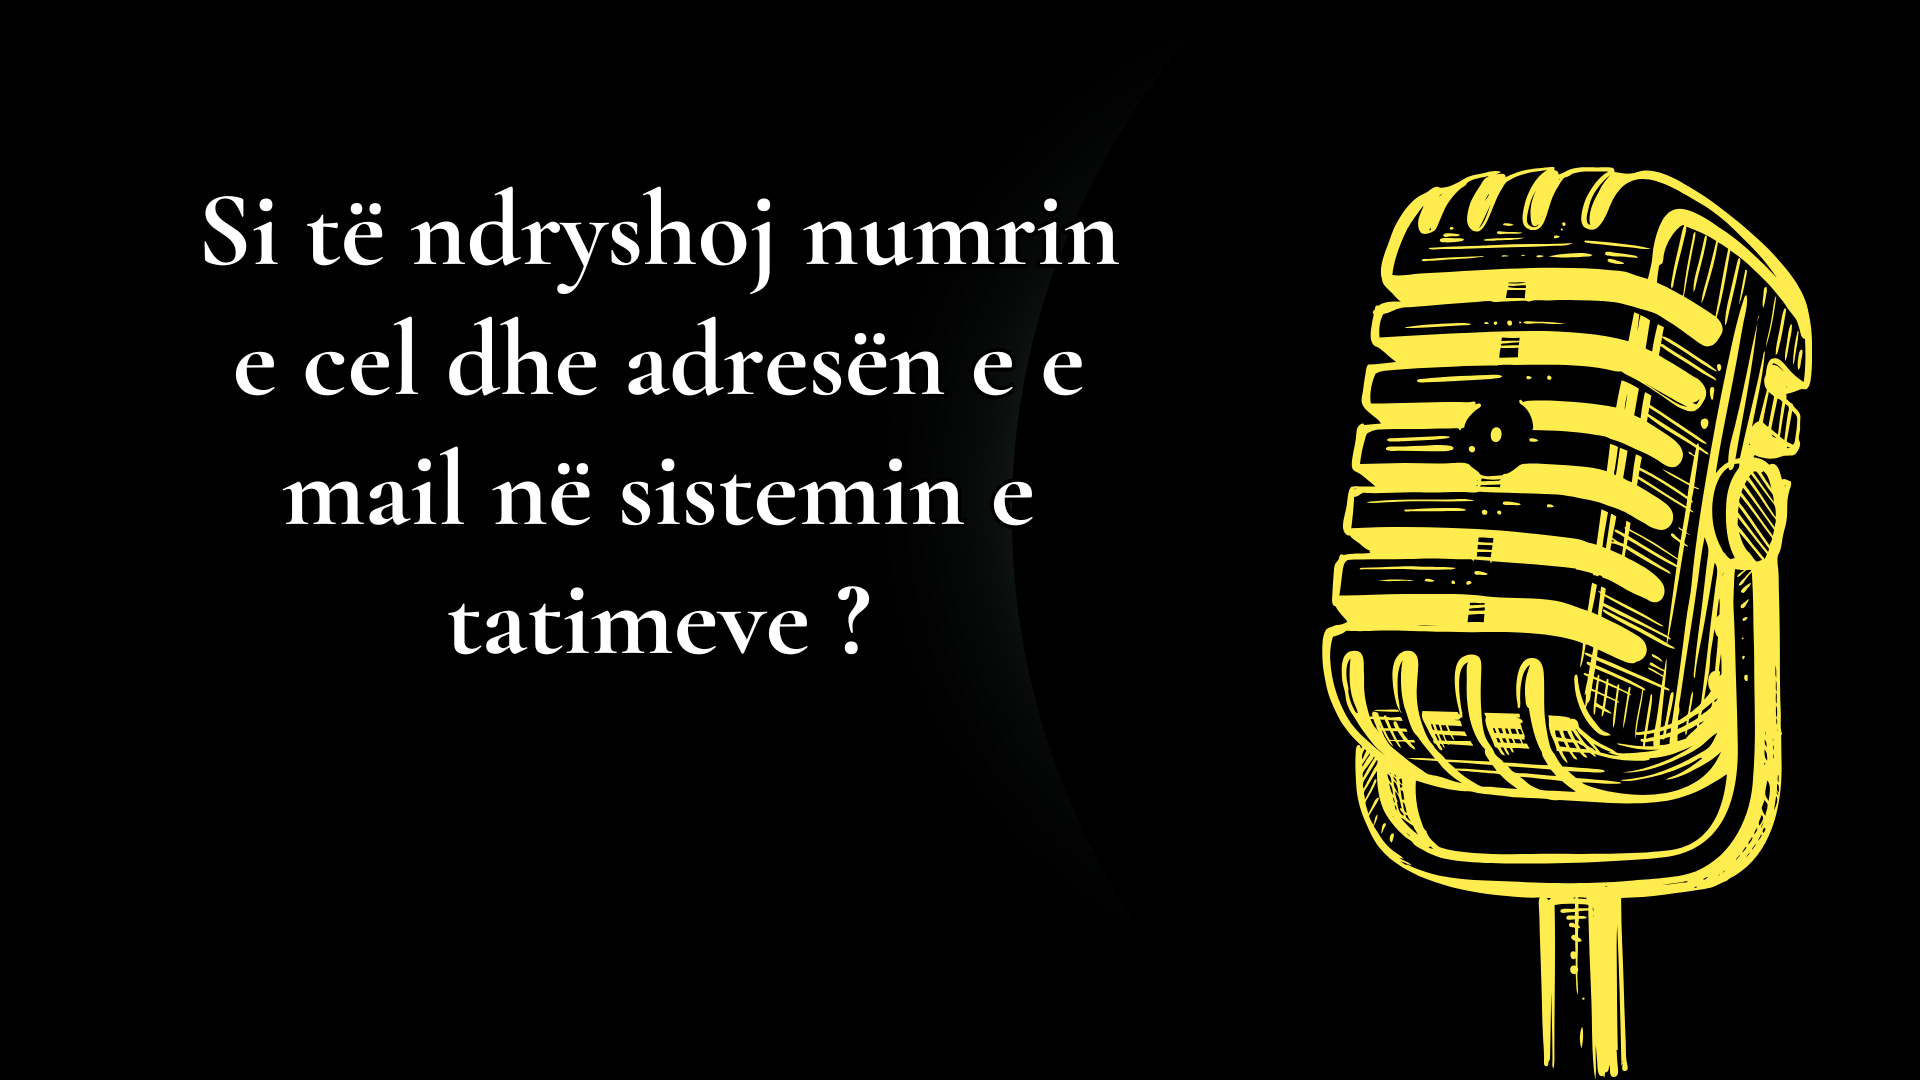 Si të ndryshoj numrin
e cel dhe adresën e e
mail në sistemin e
tatimeve ?